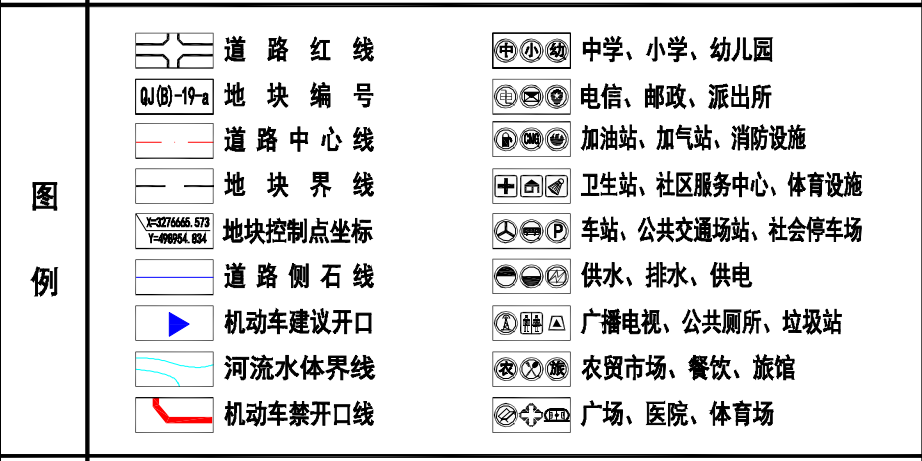 图例
道路红线
QJ(B)-19-a 地块编号
道路中心线
地块界线
X=3276665.573
Y=498954.834
地块控制点坐标
道路侧石线
机动车建议开口
河流水体界线
机动车禁开口线
中 小 幼 中学、小学、幼儿园
电 电信、邮政、派出所
CNG 加油站、加气站、消防设施
卫生站、社区服务中心、体育设施
P 车站、公共交通场站、社会停车场
供水、排水、供电
广播电视、公共厕所、垃圾站
农 旅 农贸市场、餐饮、旅馆
广场、医院、体育场